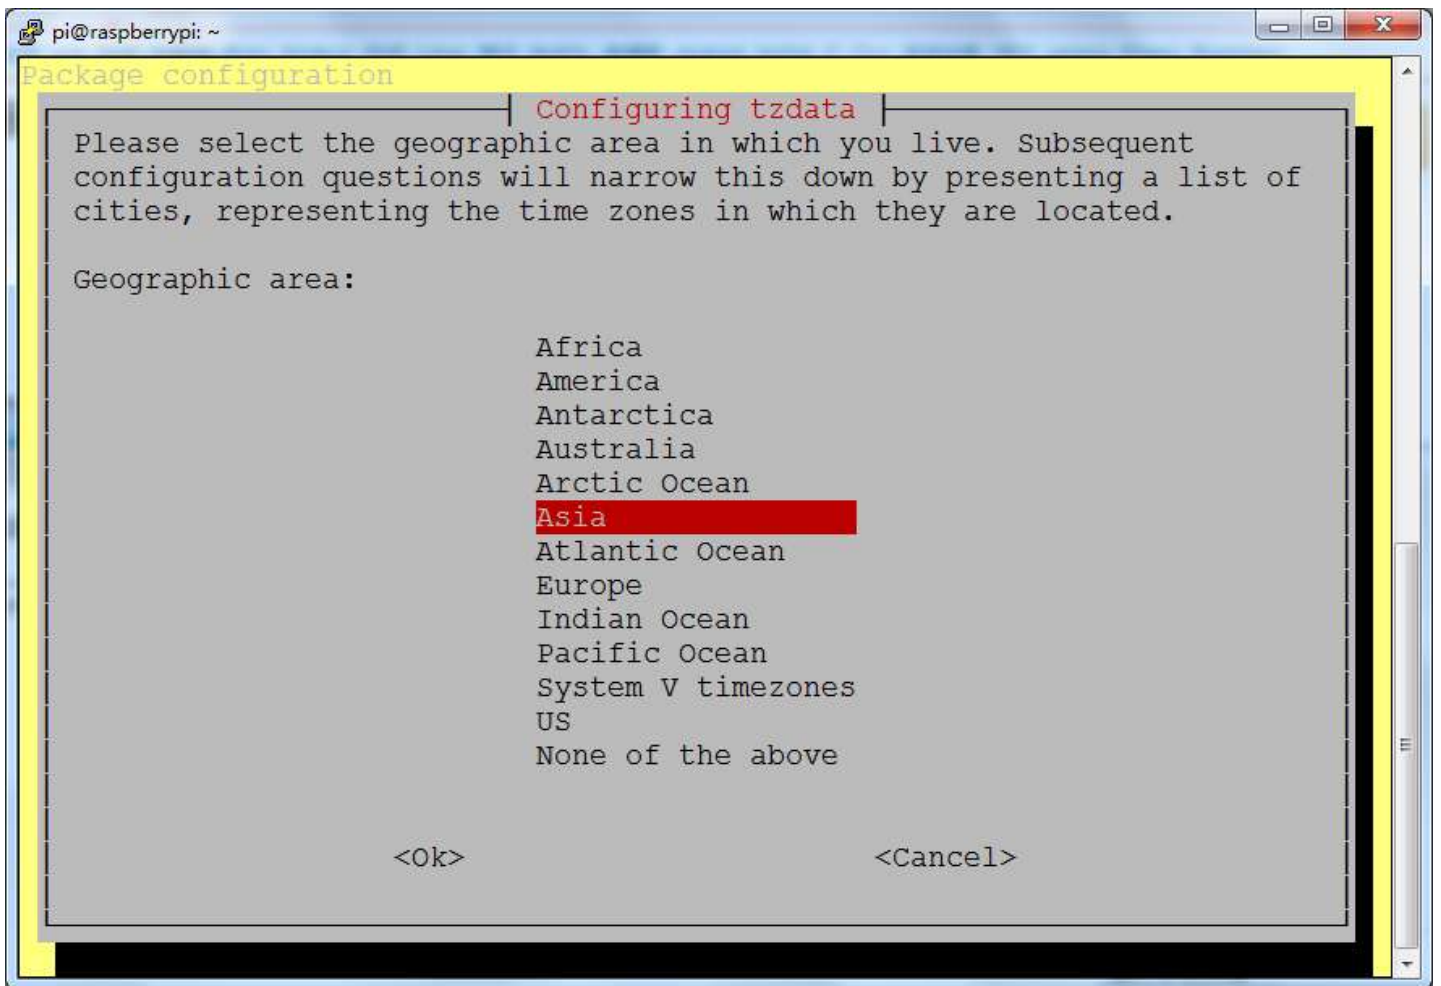 pi@raspberrypi: ~
Package configuration
Configuring tzdata
Please select the geographic area in which you live. Subsequent
configuration questions will narrow this down by presenting a list of
cities, representing the time zones in which they are located.
Geographic area:
Africa
America
Antarctica
Australia
Arctic Ocean
Asia
Atlantic Ocean
Europe
Indian Ocean
Pacific Ocean
System V timezones
US
None of the above
<Ok> <Cancel>